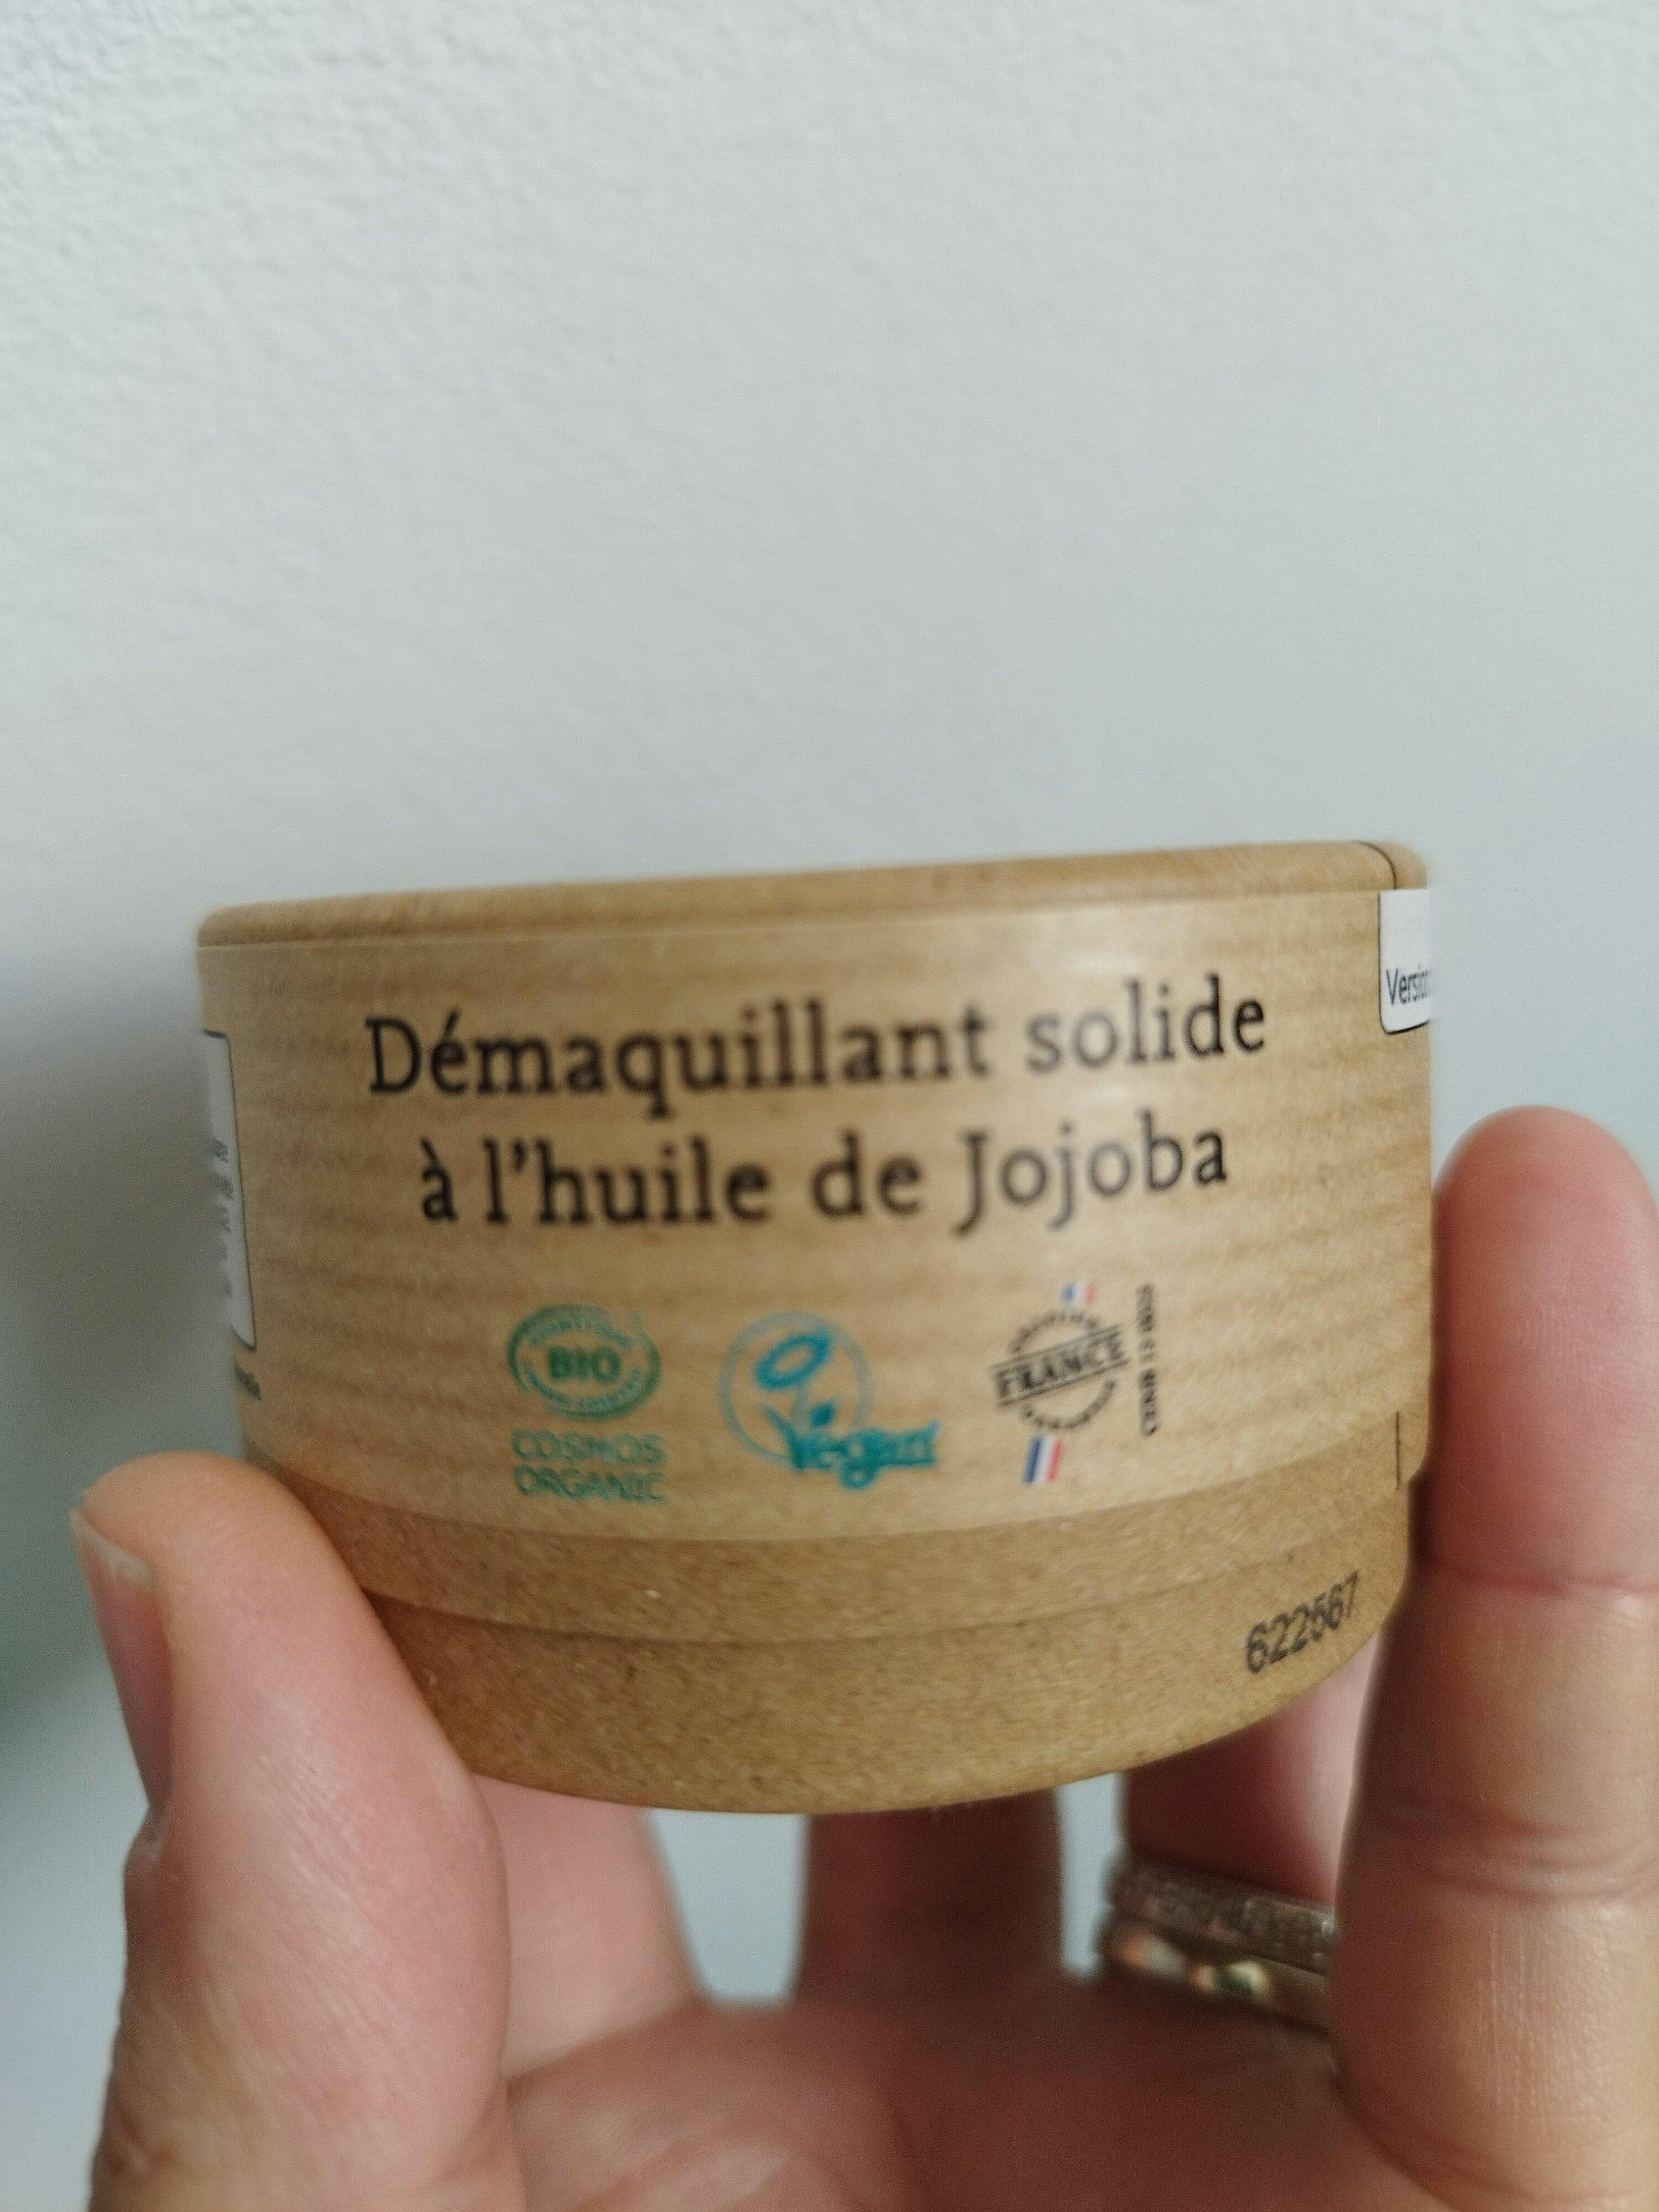 Démaquillant solide
à l'huile de Jojoba
BIO
COSMOS
ORGANIC
Vegan
FRANCE
622567